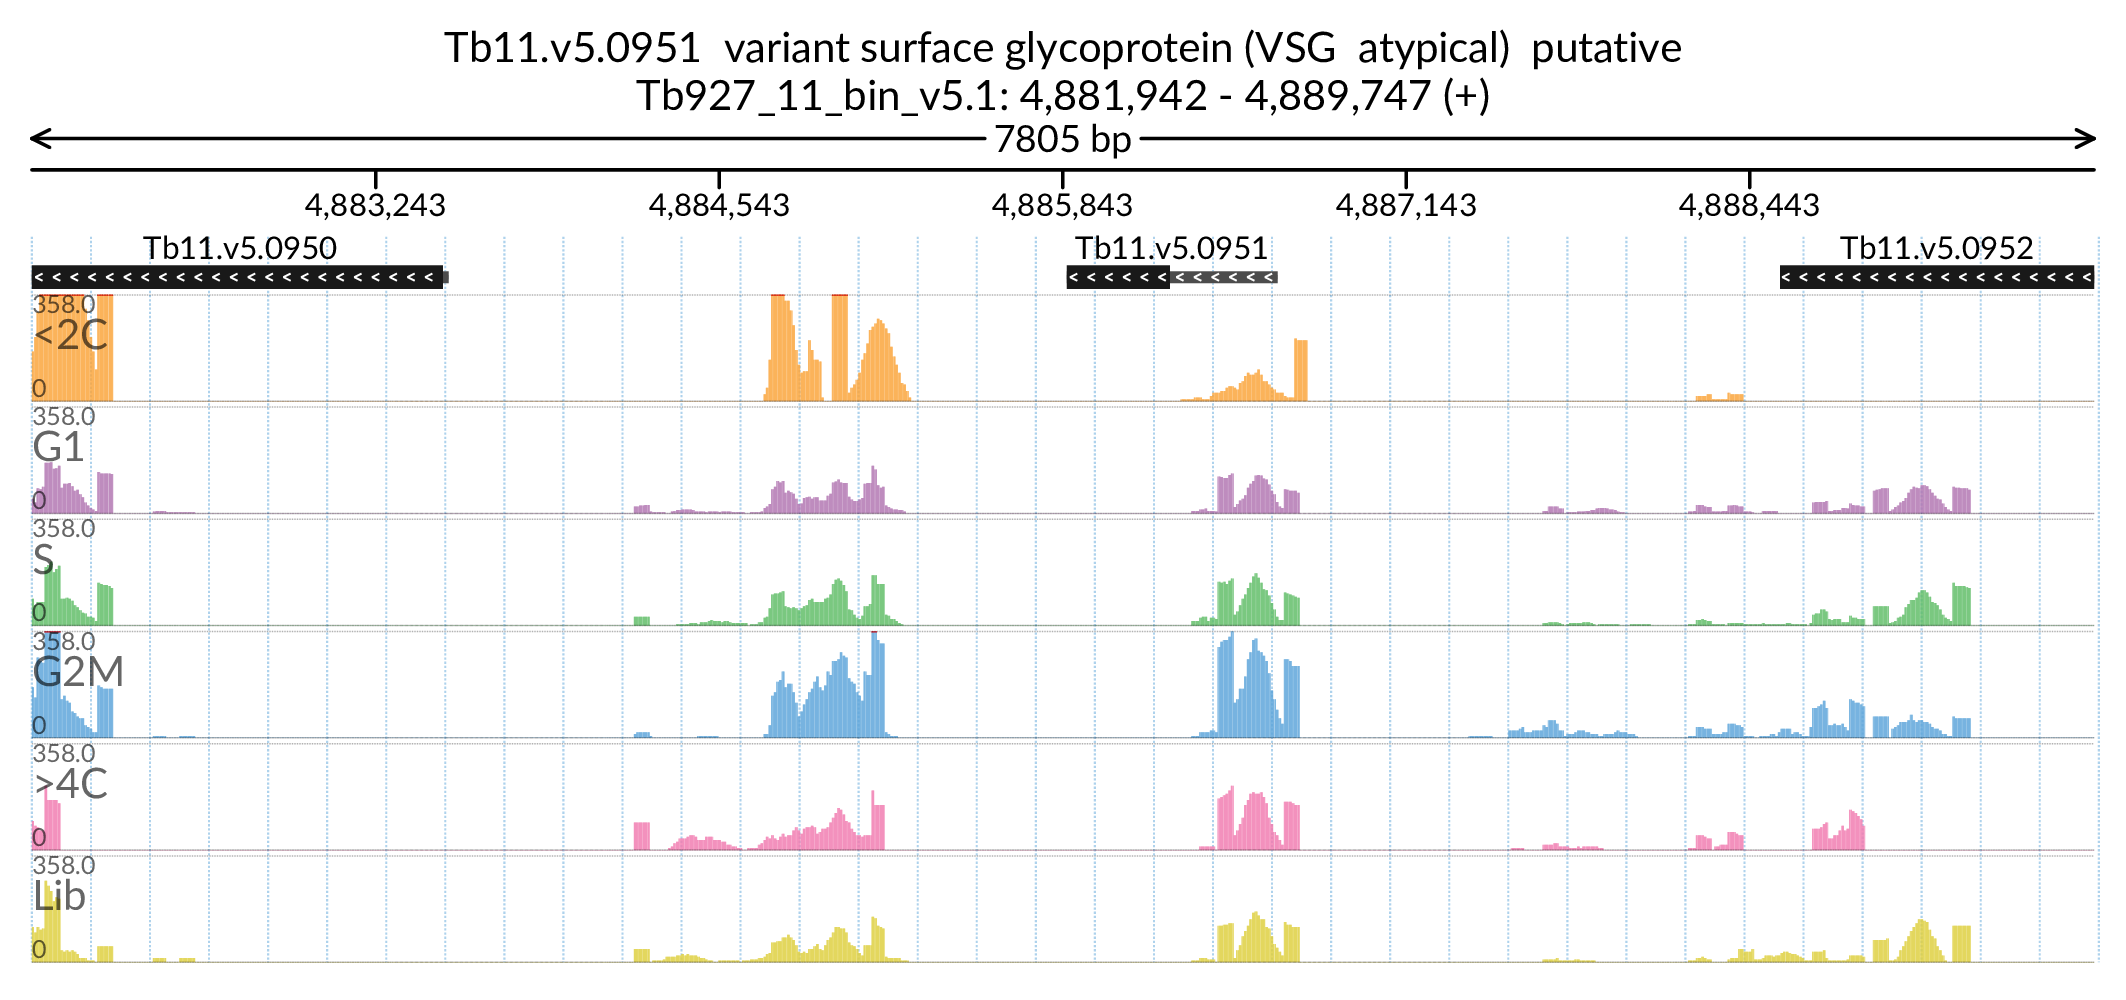 Tb11.v5.0951 variant surface glycoprotein (VSG atypical) putative
Tb927_11_bin_v5.1: 4,881,942 - 4,889,747 (+)
7805 bp
4,883,243 4,884,543 4,885,843 4,887,143 4,888,443
Tb11.v5.0950 Tb11.v5.0951 Tb11.v5.0952
358.0
<2C
0
358.0
G1
0
358.0
S
0
358.0
G2M
0
358.0
>4C
0
358.0
Lib
0